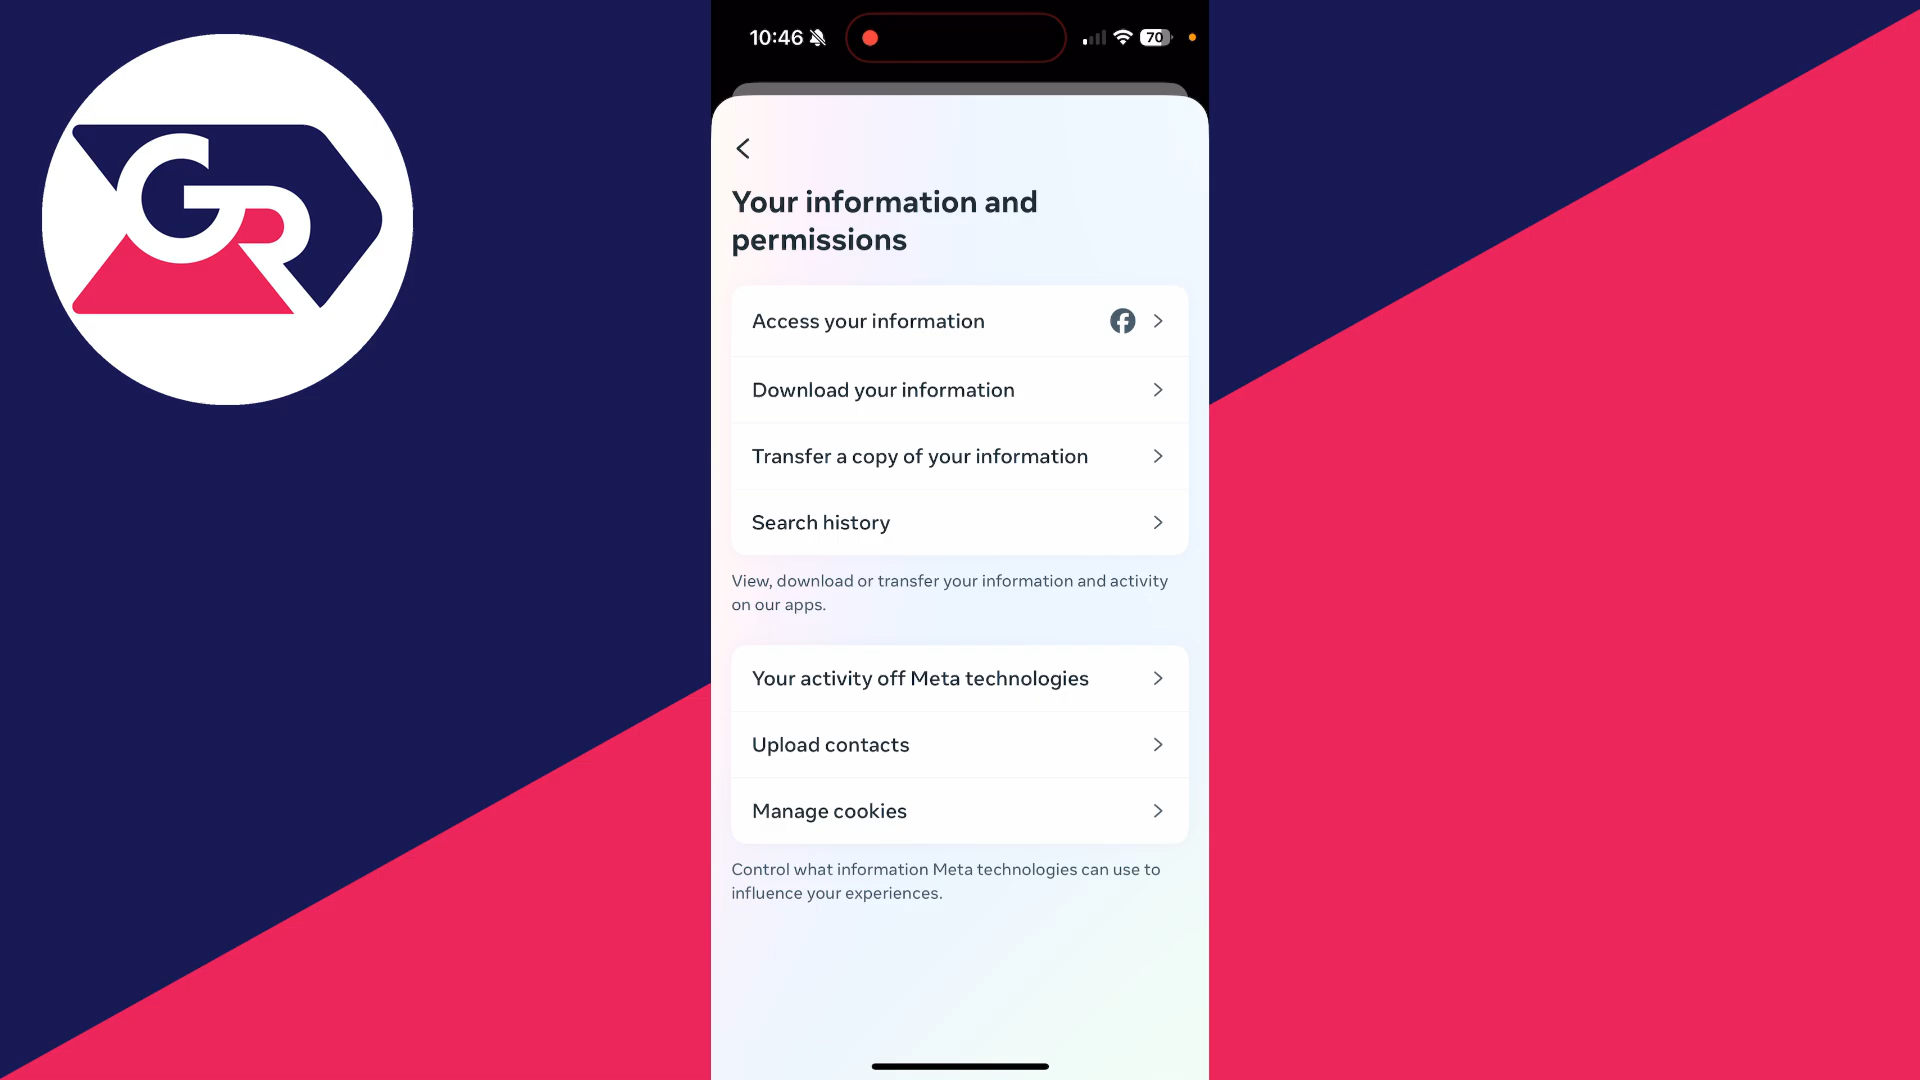 GR
10:46
70
Your information and
permissions
Access your information
Download your information
Transfer a copy of your information
Search history
View, download or transfer your information and activity
on our apps.
Your activity off Meta technologies
Upload contacts
Manage cookies
Control what information Meta technologies can use to
influence your experiences.